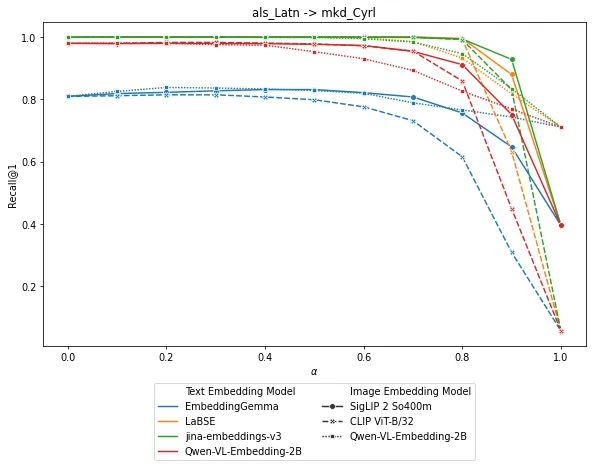 als_Latn -> mkd_Cyrl
1.0
0.8
0.6
0.4
0.2
Recall@1
0.0 0.2 0.4 0.6 0.8 1.0
α
Text Embedding Model
EmbeddingGemma
LaBSE
jina-embeddings-v3
Qwen-VL-Embedding-2B
Image Embedding Model
SigLIP 2 So400m
CLIP ViT-B/32
Qwen-VL-Embedding-2B